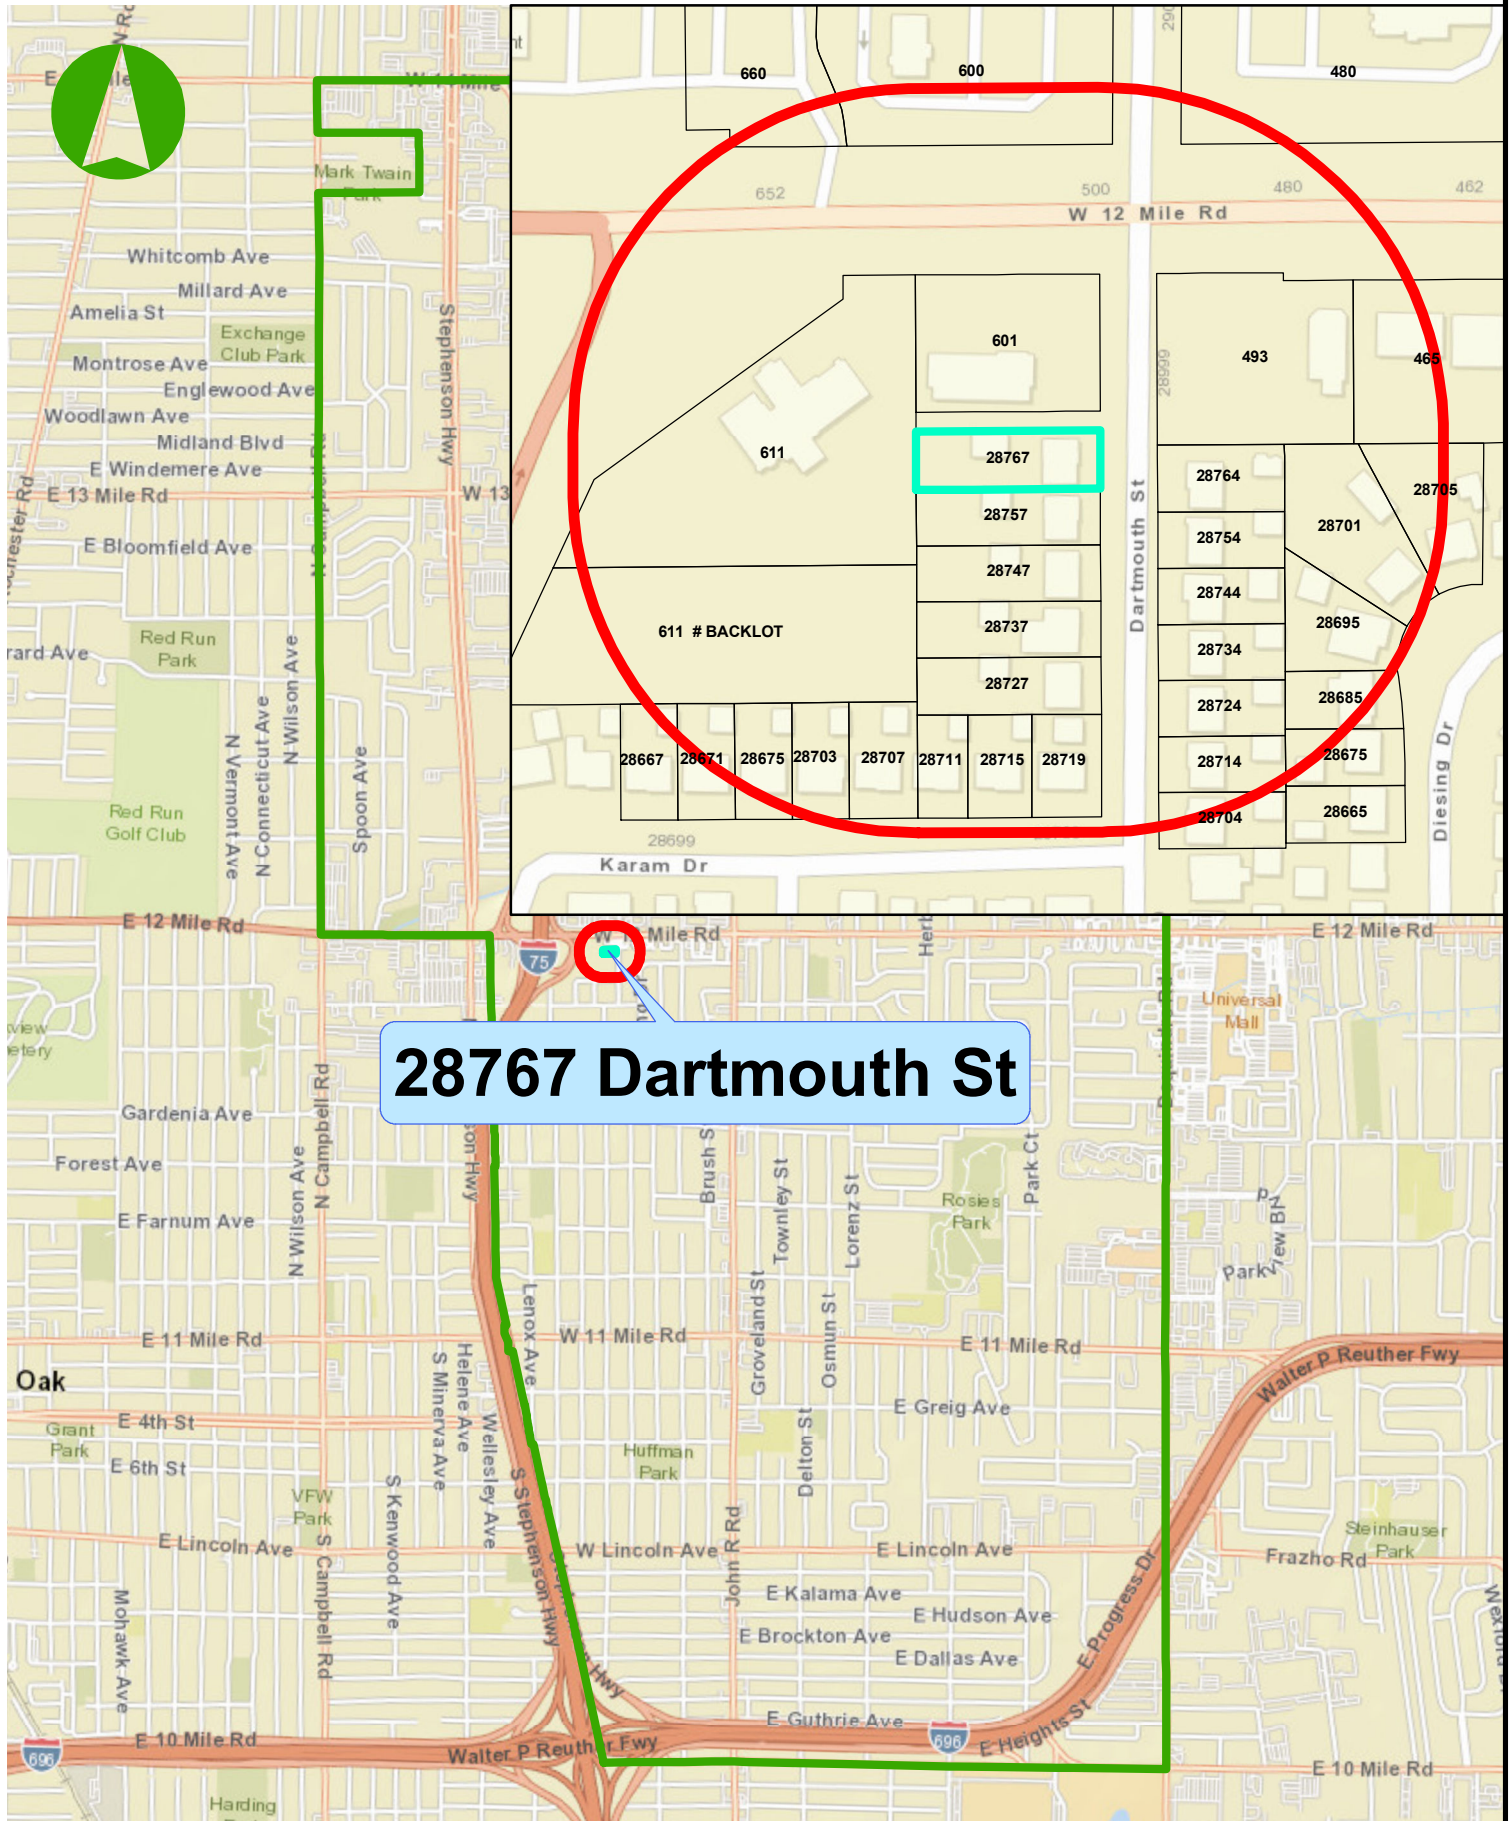 W 14 Mile
Mark Twain
Park
Whitcomb Ave
Millard Ave
Amelia St
Exchange
Club Park
Montrose Ave
Englewood Ave
Woodlawn Ave
Midland Blvd
E Windemere Ave
E 13 Mile Rd
W 13
E Bloomfield Ave
Stephenson Hwy
N Campbell Rd
Red Run
Park
N Wilson Ave
N Connecticut Ave
N Vermont Ave
Spoon Ave
Red Run
Golf Club
E 12 Mile Rd
660
600
480
652
500
480
462
W 12 Mile Rd
601
493
465
28999
611
28767
28757
28747
28737
28727
611 # BACKLOT
Dartmouth St
28764
28754
28744
28734
28724
28714
28704
28701
28705
28695
28685
28675
28665
28667
28671
28675
28703
28707
28711
28715
28719
28699
Karam Dr
Diesing Dr
75
W 12 Mile Rd
E 12 Mile Rd
Universal
Mall
28767 Dartmouth St
Gardenia Ave
Forest Ave
E Farnum Ave
N Wilson Ave
N Campbell Rd
Brush S
Townley St
Lorenz St
Rosies
Park
Park Ct
Groveland St
Osmun St
Lenox Ave
E 11 Mile Rd
W 11 Mile Rd
E 11 Mile Rd
Walter P Reuther Fwy
Oak
Helene Ave
S Minerva Ave
Wellesley Ave
E 4th St
Grant
Park
E 6th St
E Greig Ave
Delton St
Huffman
Park
VFW
Park
S Kenwood Ave
S Stephenson Hwy
S Campbell Rd
E Lincoln Ave
W Lincoln Ave
E Lincoln Ave
John R Rd
Steinhauser
Park
Frazho Rd
E Kalama Ave
E Hudson Ave
E Brockton Ave
E Dallas Ave
E Progress Dr
Mohawk Ave
E Guthrie Ave
E Heights St
E 10 Mile Rd
Walter P Reuther Fwy
696
696
E 10 Mile Rd
Harding